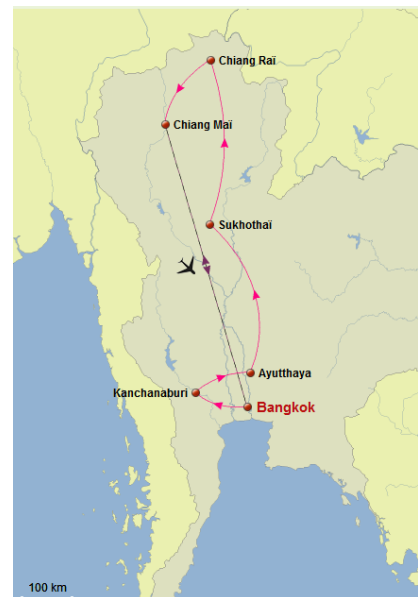 Chiang Raï
Chiang Maï
Sukhothaï
Ayutthaya
Kanchanaburi
Bangkok
100 km